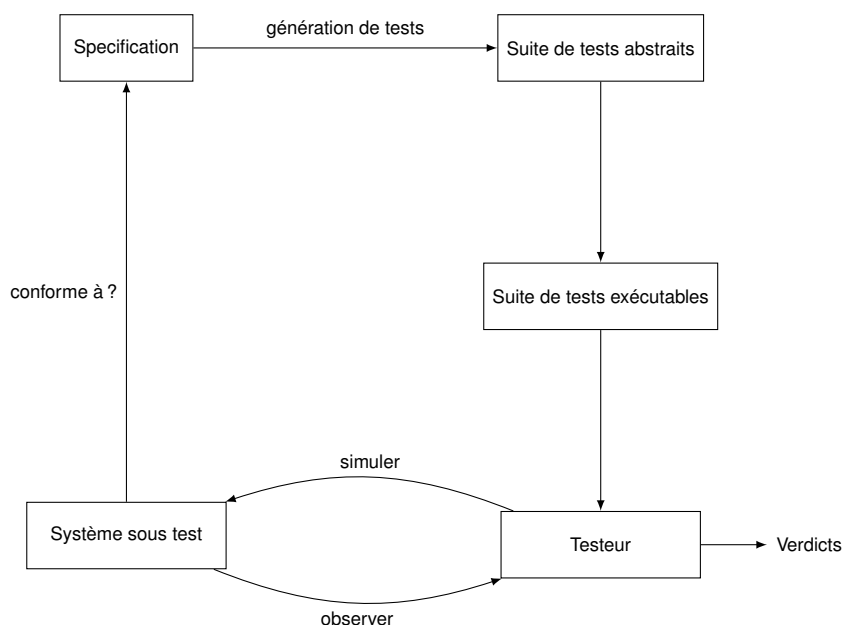 Specification
génération de tests
Suite de tests abstraits
conforme à ?
Suite de tests exécutables
simuler
Système sous test
Testeur
Verdicts
observer